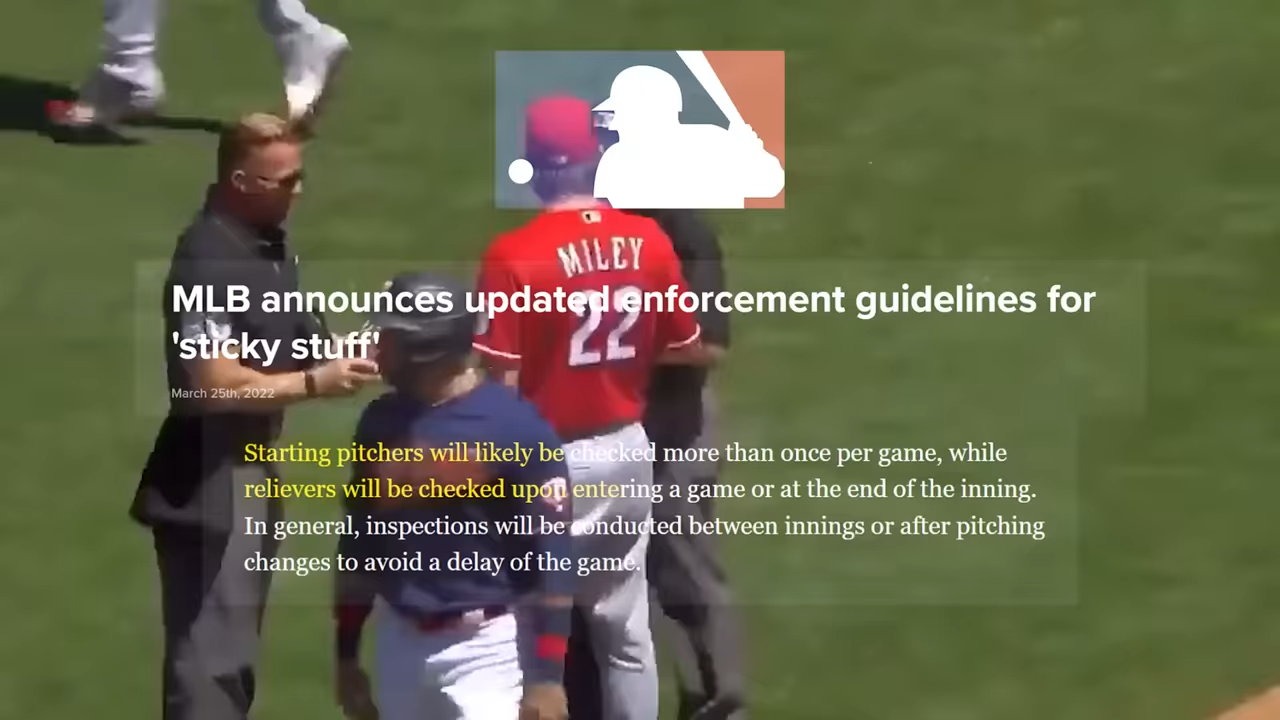 MILEY
22
MLB announces updated enforcement guidelines for
'sticky stuff'
March 25th, 2022
Starting pitchers will likely be checked more than once per game, while
relievers will be checked upon entering a game or at the end of the inning.
In general, inspections will be conducted between innings or after pitching
changes to avoid a delay of the game.